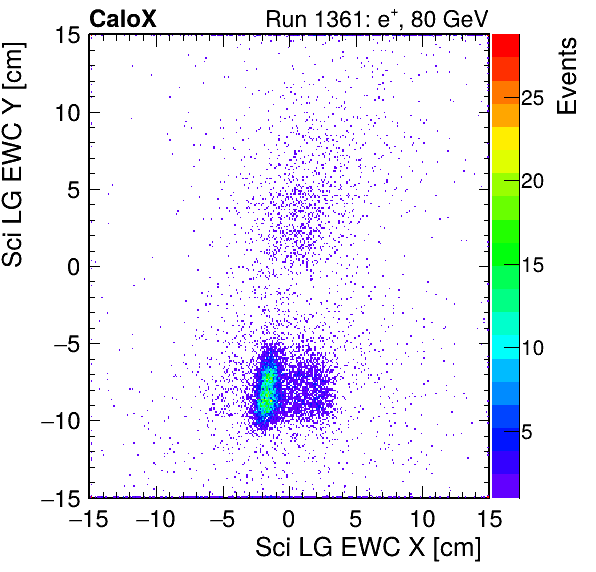 CaloX Run 1361: e+, 80 GeV
Sci LG EWC Y [cm]
15
10
5
0
−5
−10
−15
−15 −10 −5 0 5 10 15
Sci LG EWC X [cm]
Events
25
20
15
10
5